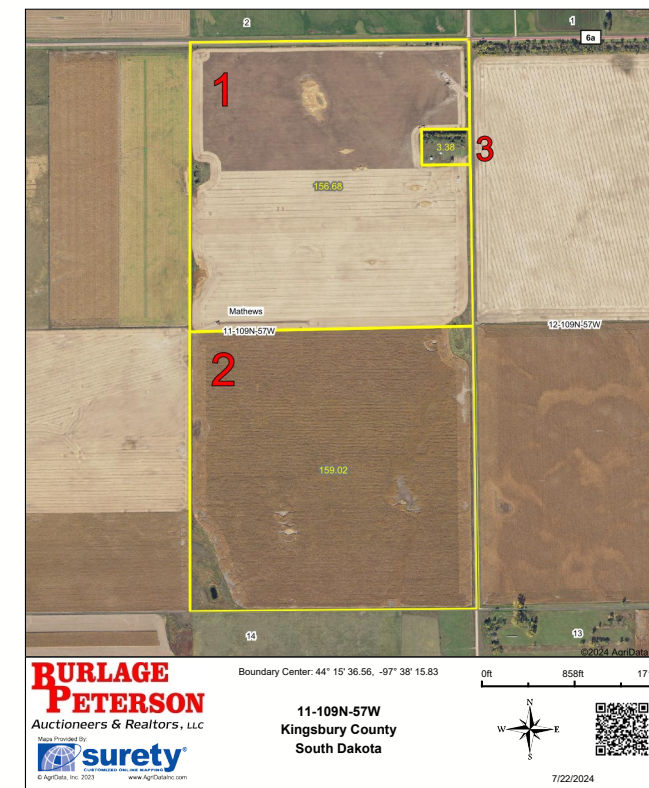 2
1
6a
1
3.38
3
156.68
Mathews
11-109N-57W
12-109N-57W
2
159.02
14
13
©2024 AgriData
BURLAGE
PETERSON
Auctioneers & Realtors, LLC
Maps Provided By:
surety®
CUSTOMIZED ONLINE MAPPING
© AgriData, Inc. 2023 www.AgriDataInc.com
Boundary Center: 44° 15' 36.56, -97° 38' 15.83
11-109N-57W
Kingsbury County
South Dakota
0ft 858ft 17
N
W E
S
7/22/2024